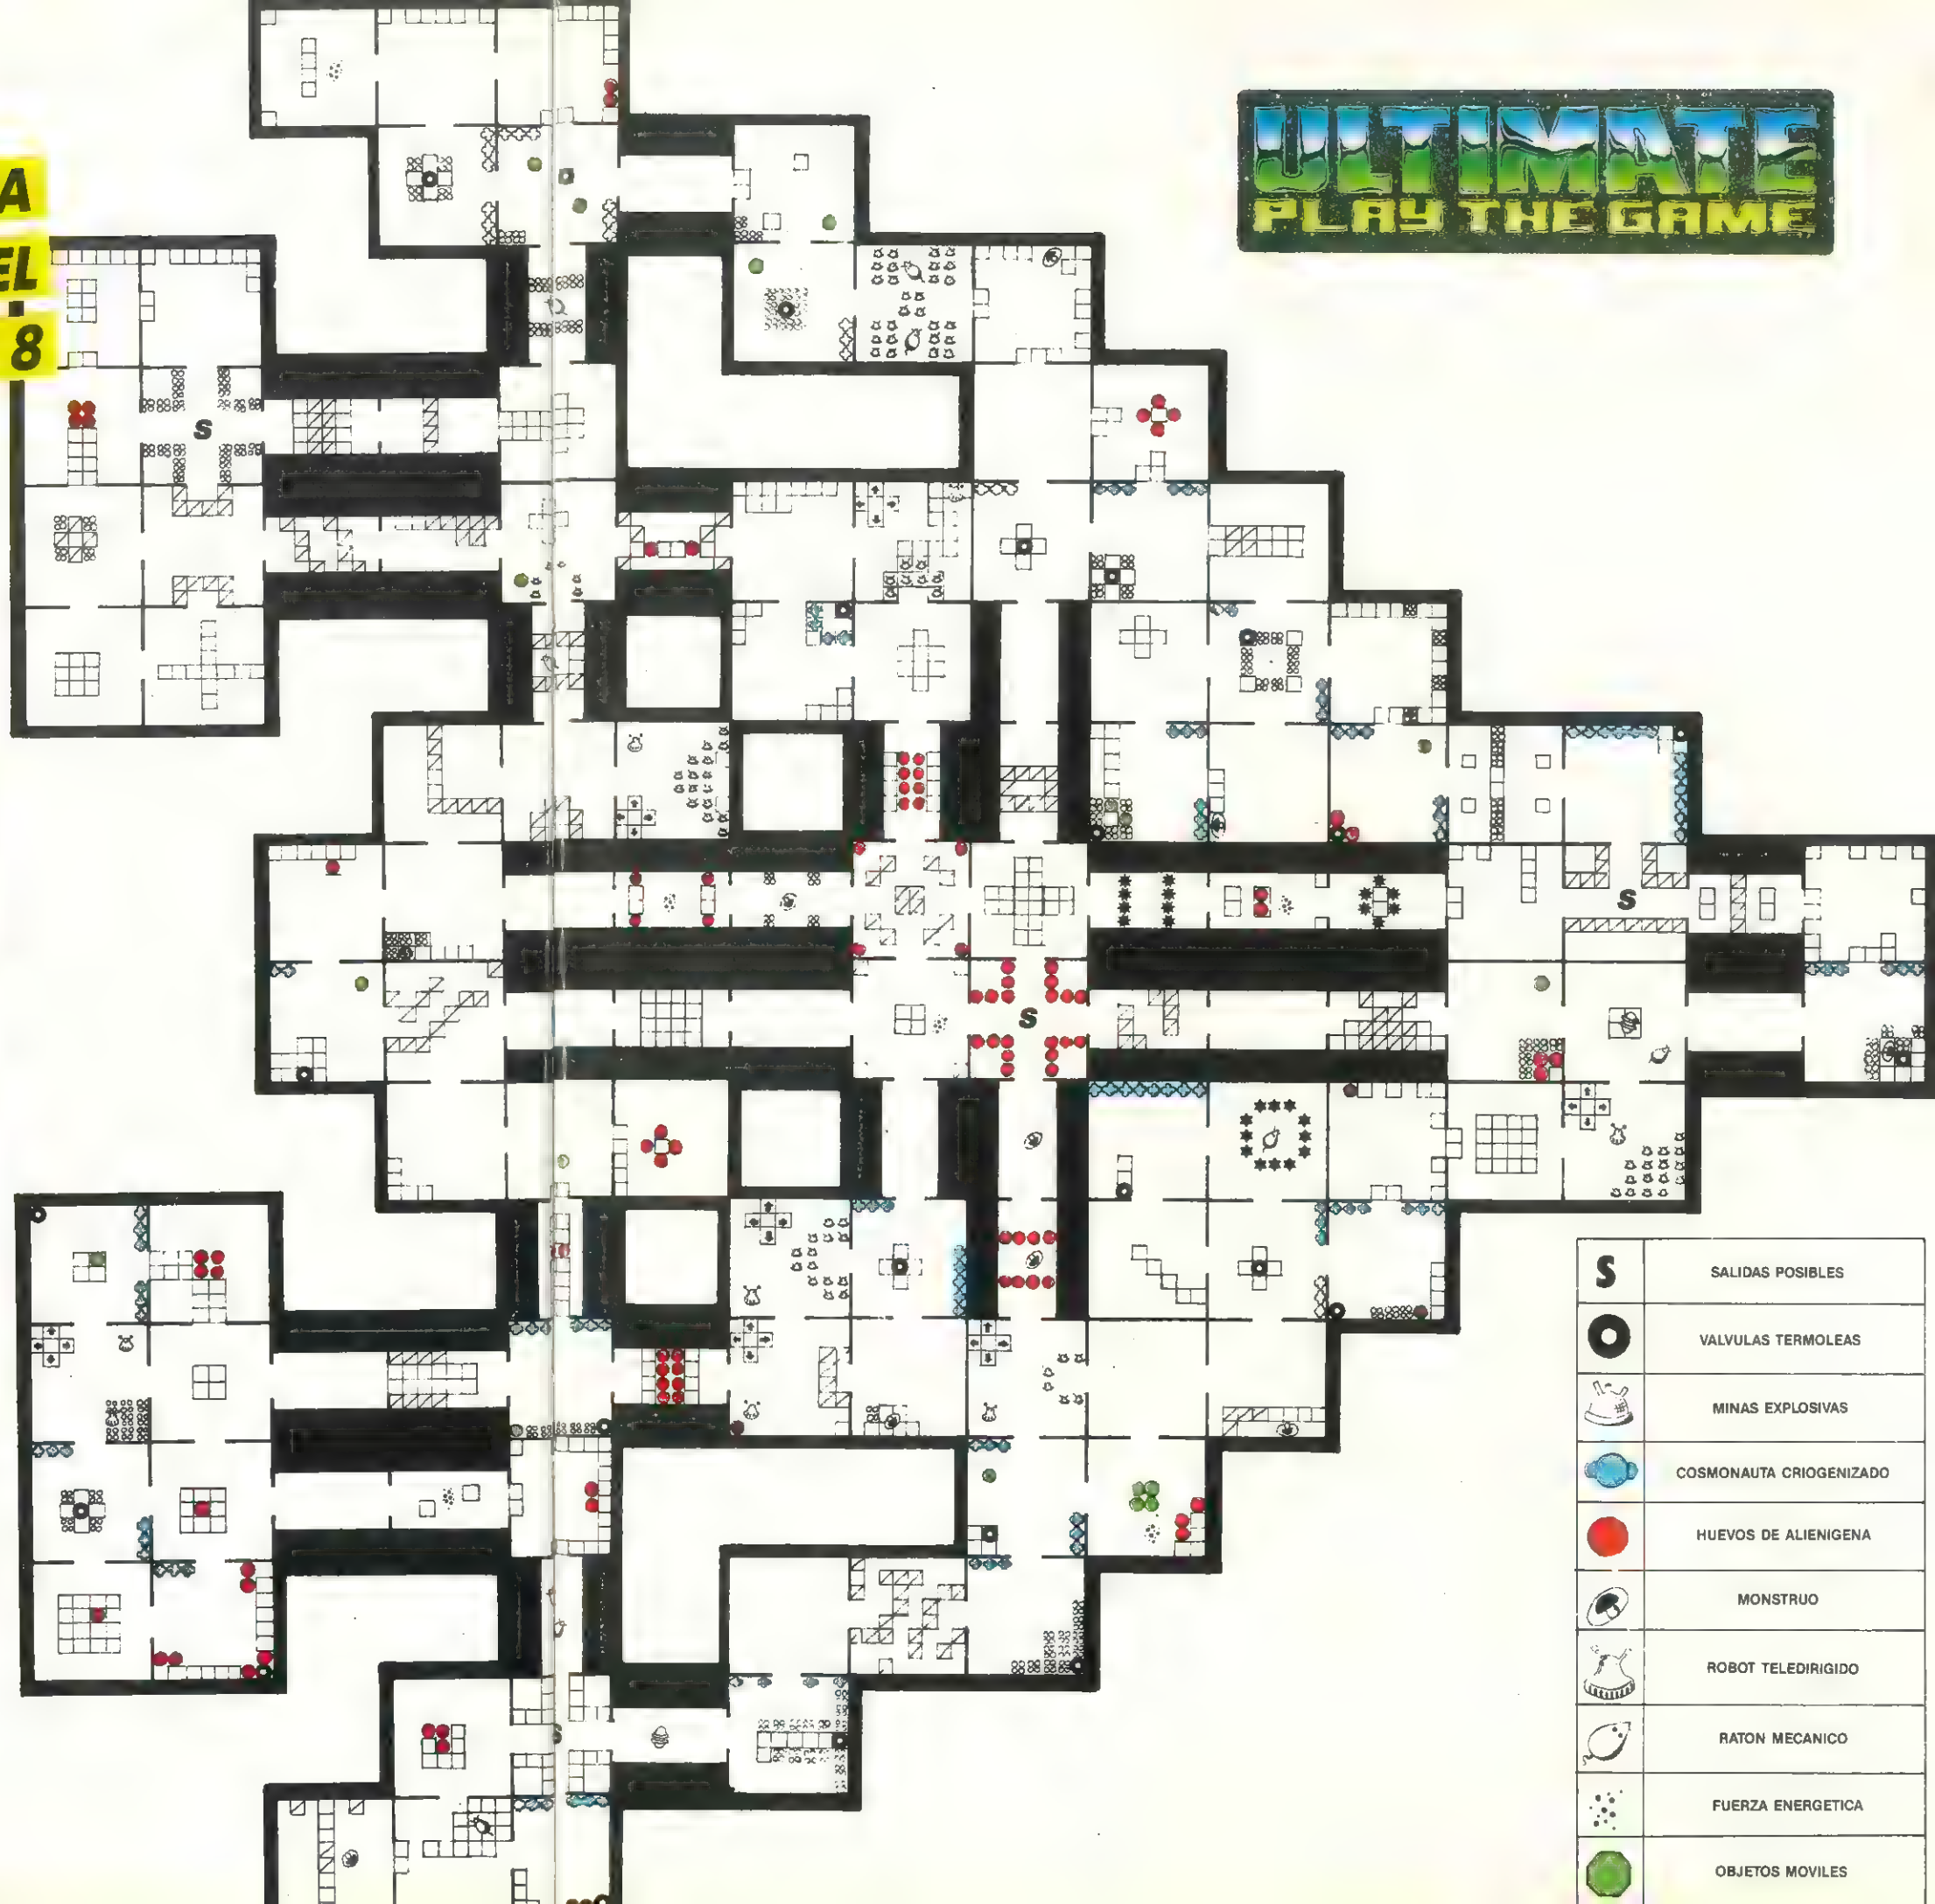 ULTIMATE
PLAY THE GAME
A
EL
8
S
S
S
S
S SALIDAS POSIBLES
VALVULAS TERMOLEAS
MINAS EXPLOSIVAS
COSMONAUTA CRIOGENIZADO
HUEVOS DE ALIENIGENA
MONSTRUO
ROBOT TELEDIRIGIDO
RATON MECANICO
FUERZA ENERGETICA
OBJETOS MOVILES